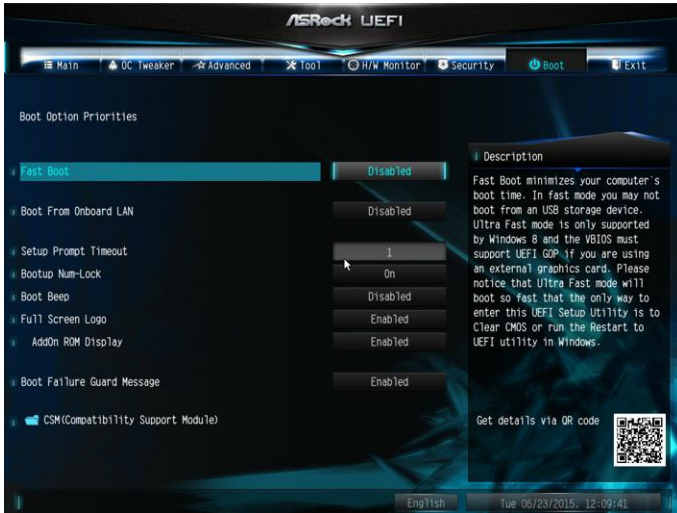 ASRock UEFI
Main OC Tweaker Advanced Tool H/W Monitor Security Boot Exit
Boot Option Priorities
Fast Boot Disabled
Boot From Onboard LAN Disabled
Setup Prompt Timeout 1
Bootup Num-Lock On
Boot Beep Disabled
Full Screen Logo Enabled
AddOn ROM Display Enabled
Boot Failure Guard Message Enabled
CSM(Compatibility Support Module)
Description
Fast Boot minimizes your computer's
boot time. In fast mode you may not
boot from an USB storage device.
Ultra Fast mode is only supported
by Windows 8 and the VBIOS must
support UEFI GOP if you are using
an external graphics card. Please
notice that Ultra Fast mode will
boot so fast that the only way to
enter this UEFI Setup Utility is to
Clear CMOS or run the Restart to
UEFI utility in Windows.
Get details via QR code
English Tue 06/23/2015. 12:09:41